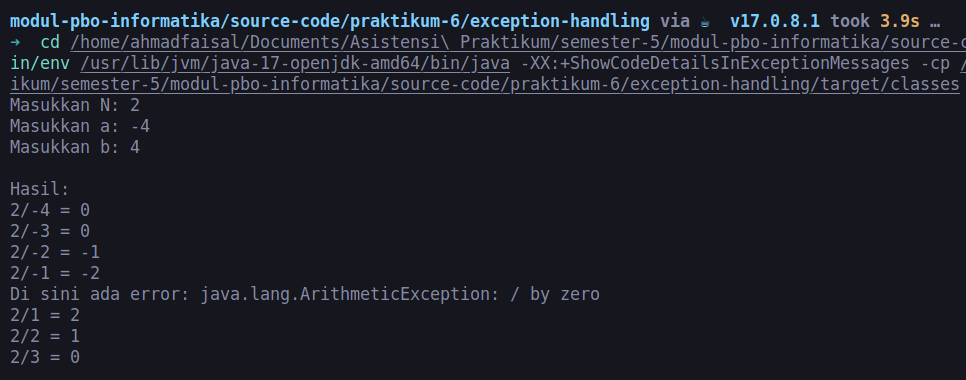 modul-pbo-informatika/source-code/praktikum-6/exception-handling via ☕ v17.0.8.1 took 3.9s …
➜ cd /home/ahmadfaisal/Documents/Asistensi\ Praktikum/semester-5/modul-pbo-informatika/source-c
in/env /usr/lib/jvm/java-17-openjdk-amd64/bin/java -XX:+ShowCodeDetailsInExceptionMessages -cp /
ikum/semester-5/modul-pbo-informatika/source-code/praktikum-6/exception-handling/target/classes
Masukkan N: 2
Masukkan a: -4
Masukkan b: 4

Hasil:
2/-4 = 0
2/-3 = 0
2/-2 = -1
2/-1 = -2
Di sini ada error: java.lang.ArithmeticException: / by zero
2/1 = 2
2/2 = 1
2/3 = 0